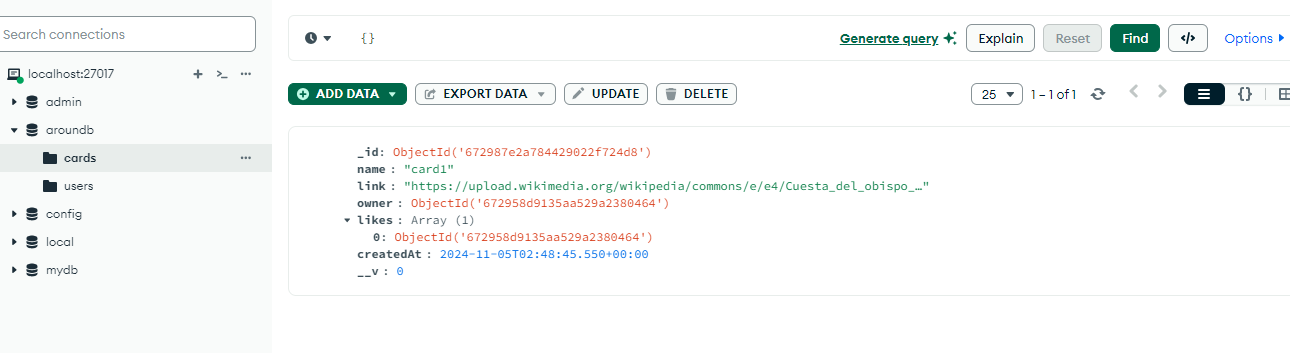 Search connections
{}
Generate query
Explain
Reset
Find
</>
Options
localhost:27017
admin
aroundb
cards
users
config
local
mydb
ADD DATA
EXPORT DATA
UPDATE
DELETE
25
1 – 1 of 1
{}
_id: ObjectId('672987e2a784429022f724d8')
name : "card1"
link : "https://upload.wikimedia.org/wikipedia/commons/e/e4/Cuesta_del_obispo_…"
owner : ObjectId('672958d9135aa529a2380464')
likes : Array (1)
0: ObjectId('672958d9135aa529a2380464')
createdAt : 2024-11-05T02:48:45.550+00:00
__v : 0